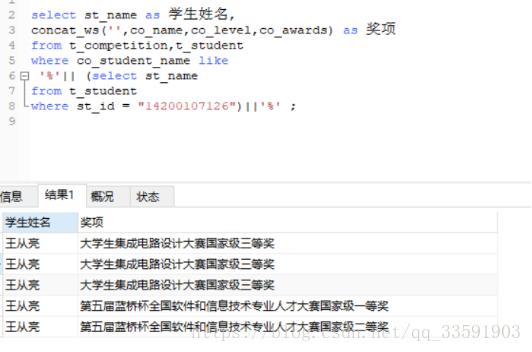 2 select st_name as 学生姓名,
3 concat_ws('',co_name,co_level,co_awards) as 奖项
4 from t_competition,t_student
5 where co_student_name like
6 '%'|| (select st_name
7 from t_student
8 where st_id = "14200107126")||'%' ;
9
信息 结果1 概况 状态
学生姓名 奖项
王从亮 大学生集成电路设计大赛国家级三等奖
王从亮 大学生集成电路设计大赛国家级三等奖
王从亮 大学生集成电路设计大赛国家级三等奖
王从亮 第五届蓝桥杯全国软件和信息技术专业人才大赛国家级一等奖
王从亮 第五届蓝桥杯全国软件和信息技术专业人才大赛国家级二等奖
https://blog.csdn.net/qq_33591903